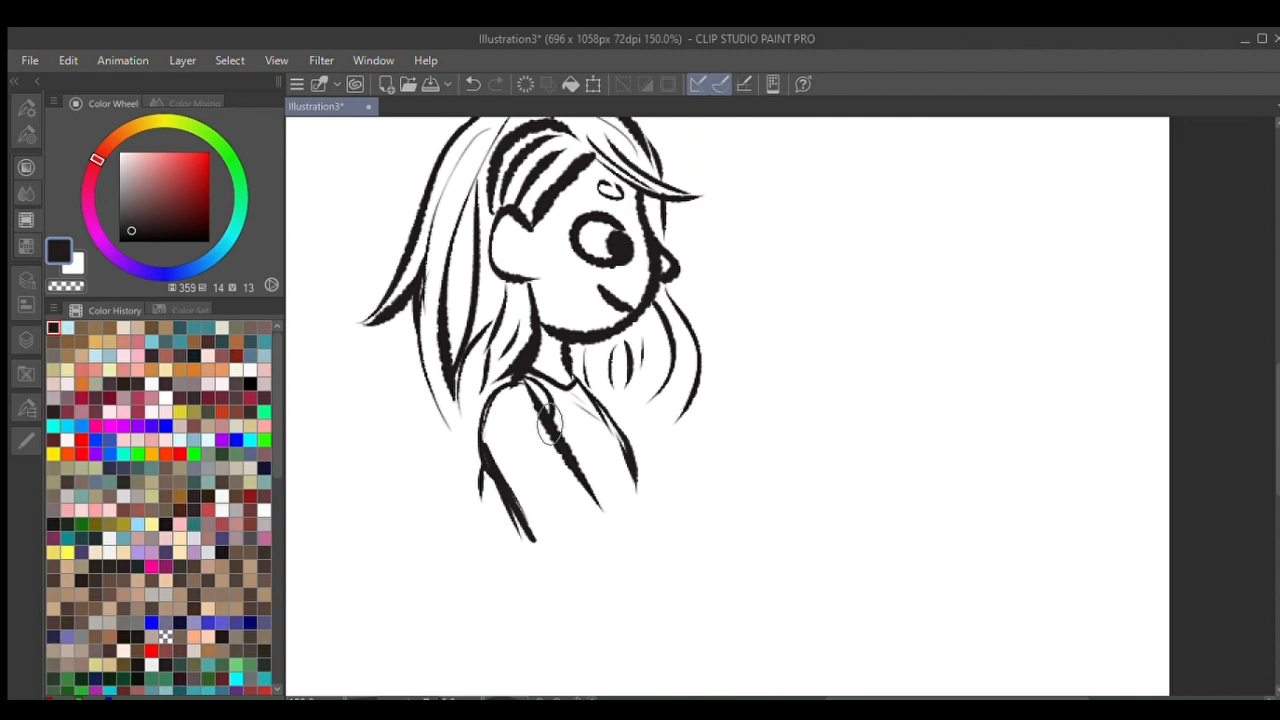 Illustration3* (696 x 1058px 72dpi 150.0%) - CLIP STUDIO PAINT PRO
File Edit Animation Layer Select View Filter Window Help
Color Wheel Color Mixing
Illustration3*
H 359 S 14 V 13
Color History Color Set